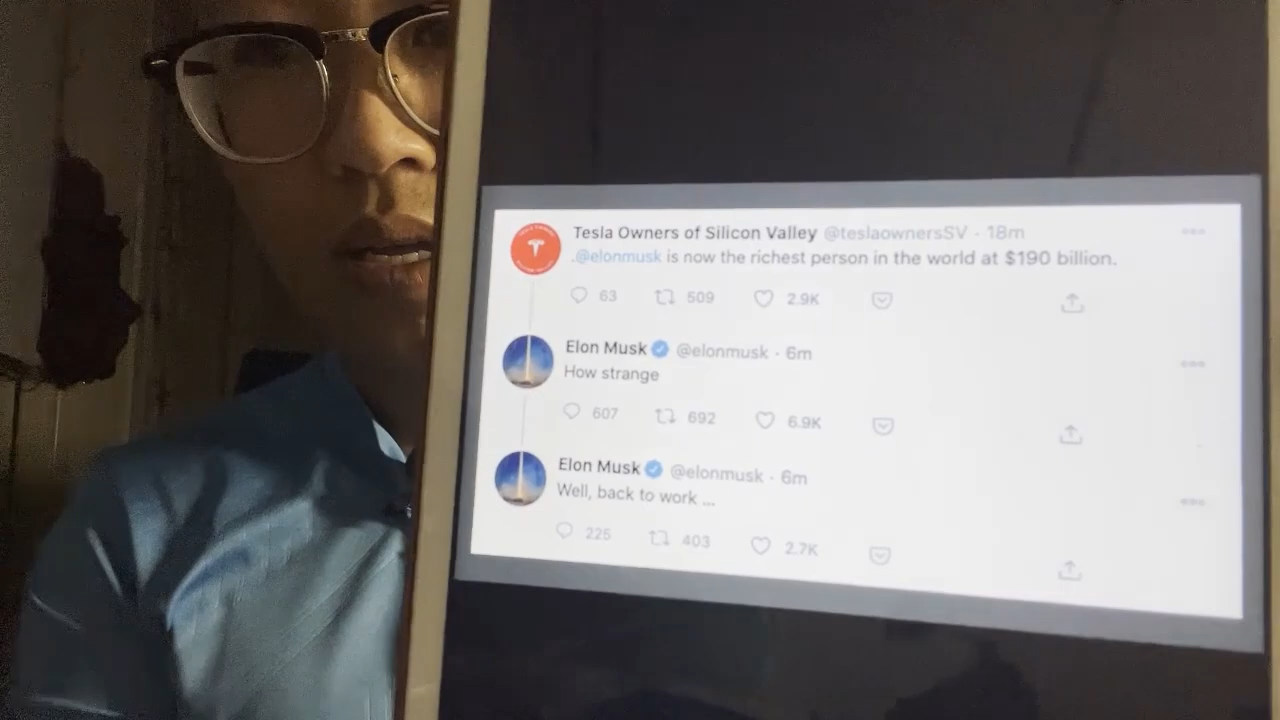 Tesla Owners of Silicon Valley @teslaownersSV · 18m
.@elonmusk is now the richest person in the world at $190 billion.
63 509 2.9K
Elon Musk @elonmusk · 6m
How strange
607 692 6.9K
Elon Musk @elonmusk · 6m
Well, back to work ...
225 403 2.7K